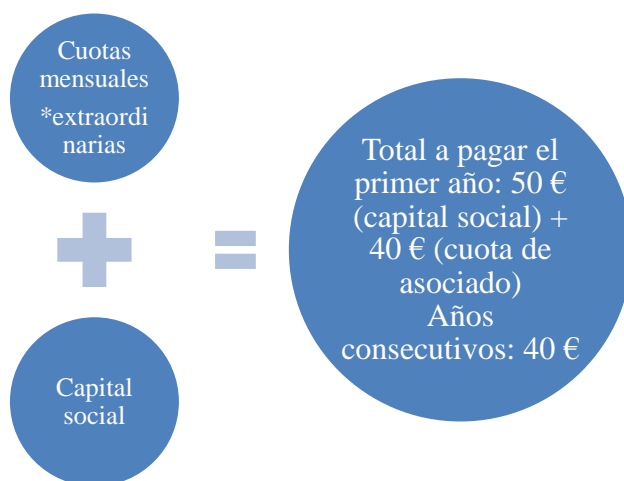 Cuotas
mensuales
*extraordi
narias
Capital
social
Total a pagar el
primer año: 50 €
(capital social) +
40 € (cuota de
asociado)
Años
consecutivos: 40 €